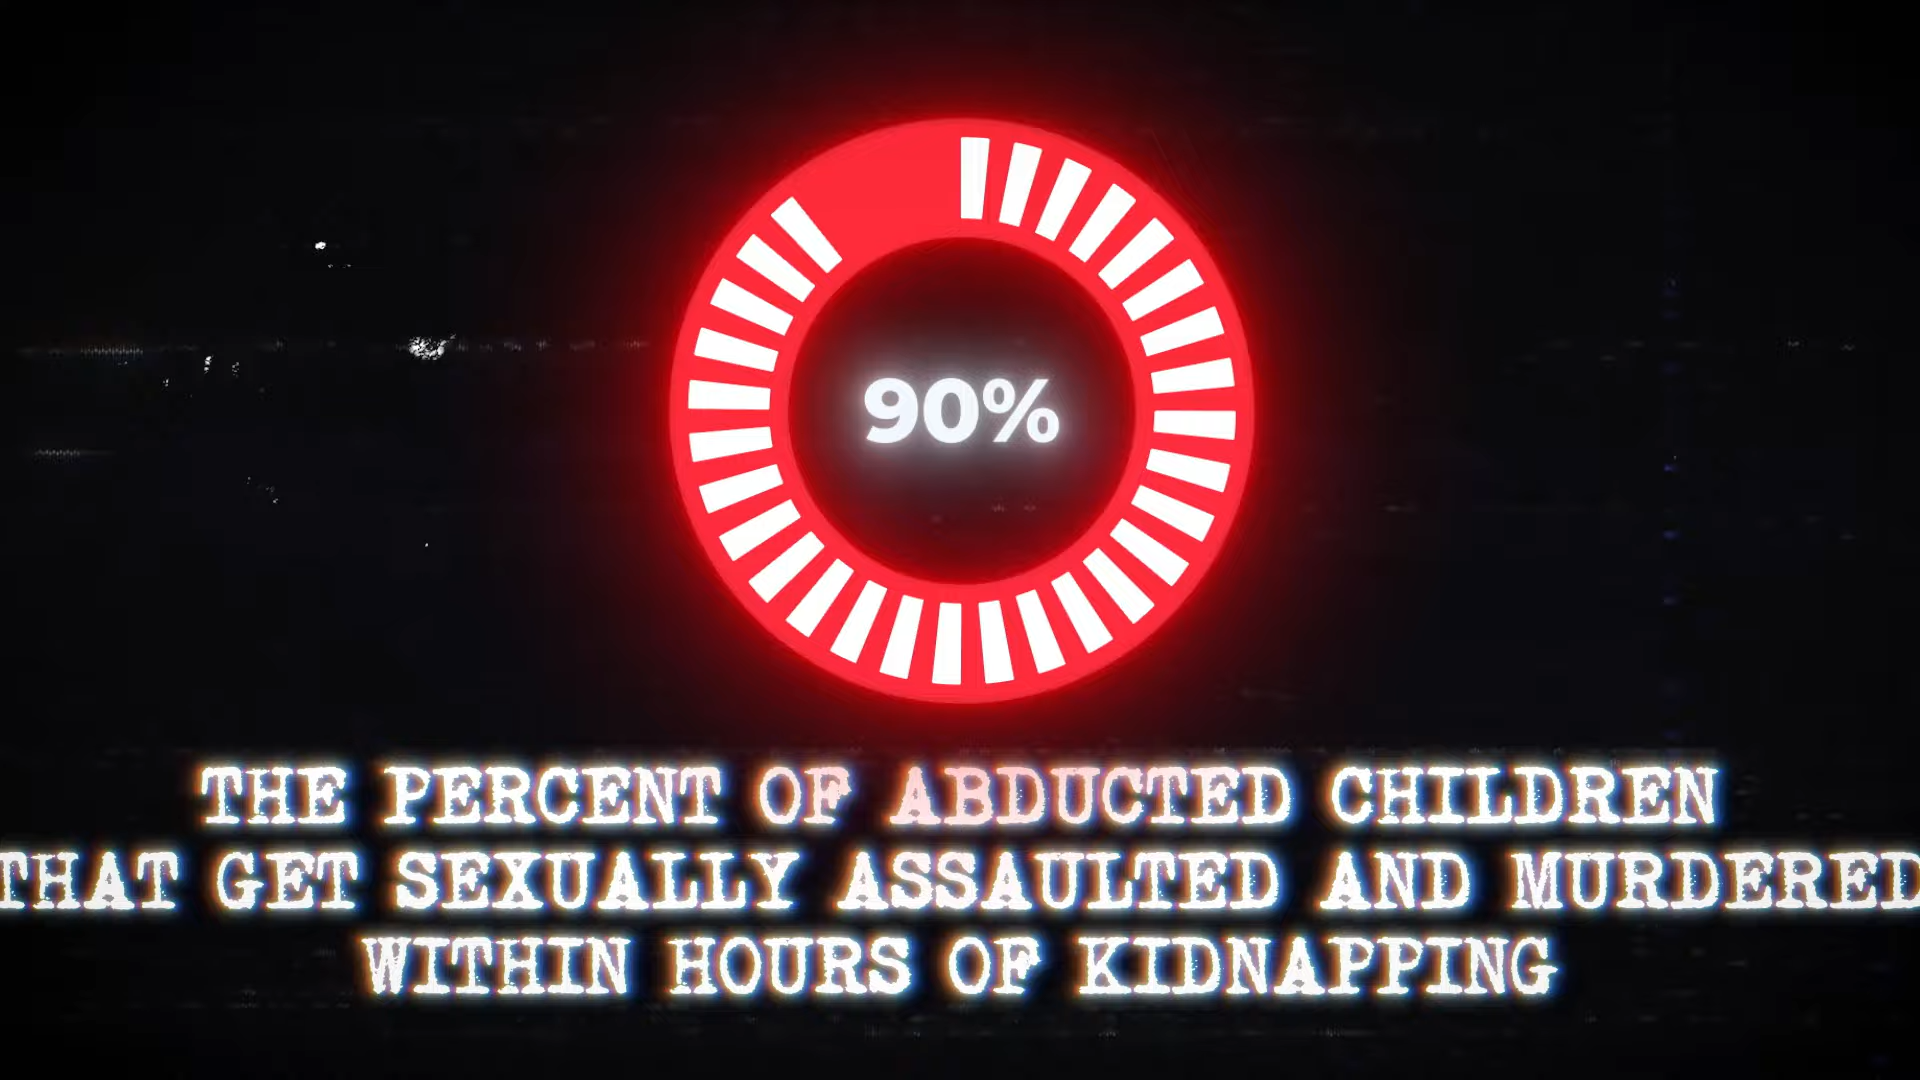 90%
THE PERCENT OF ABDUCTED CHILDREN
THAT GET SEXUALLY ASSAULTED AND MURDERED
WITHIN HOURS OF KIDNAPPING